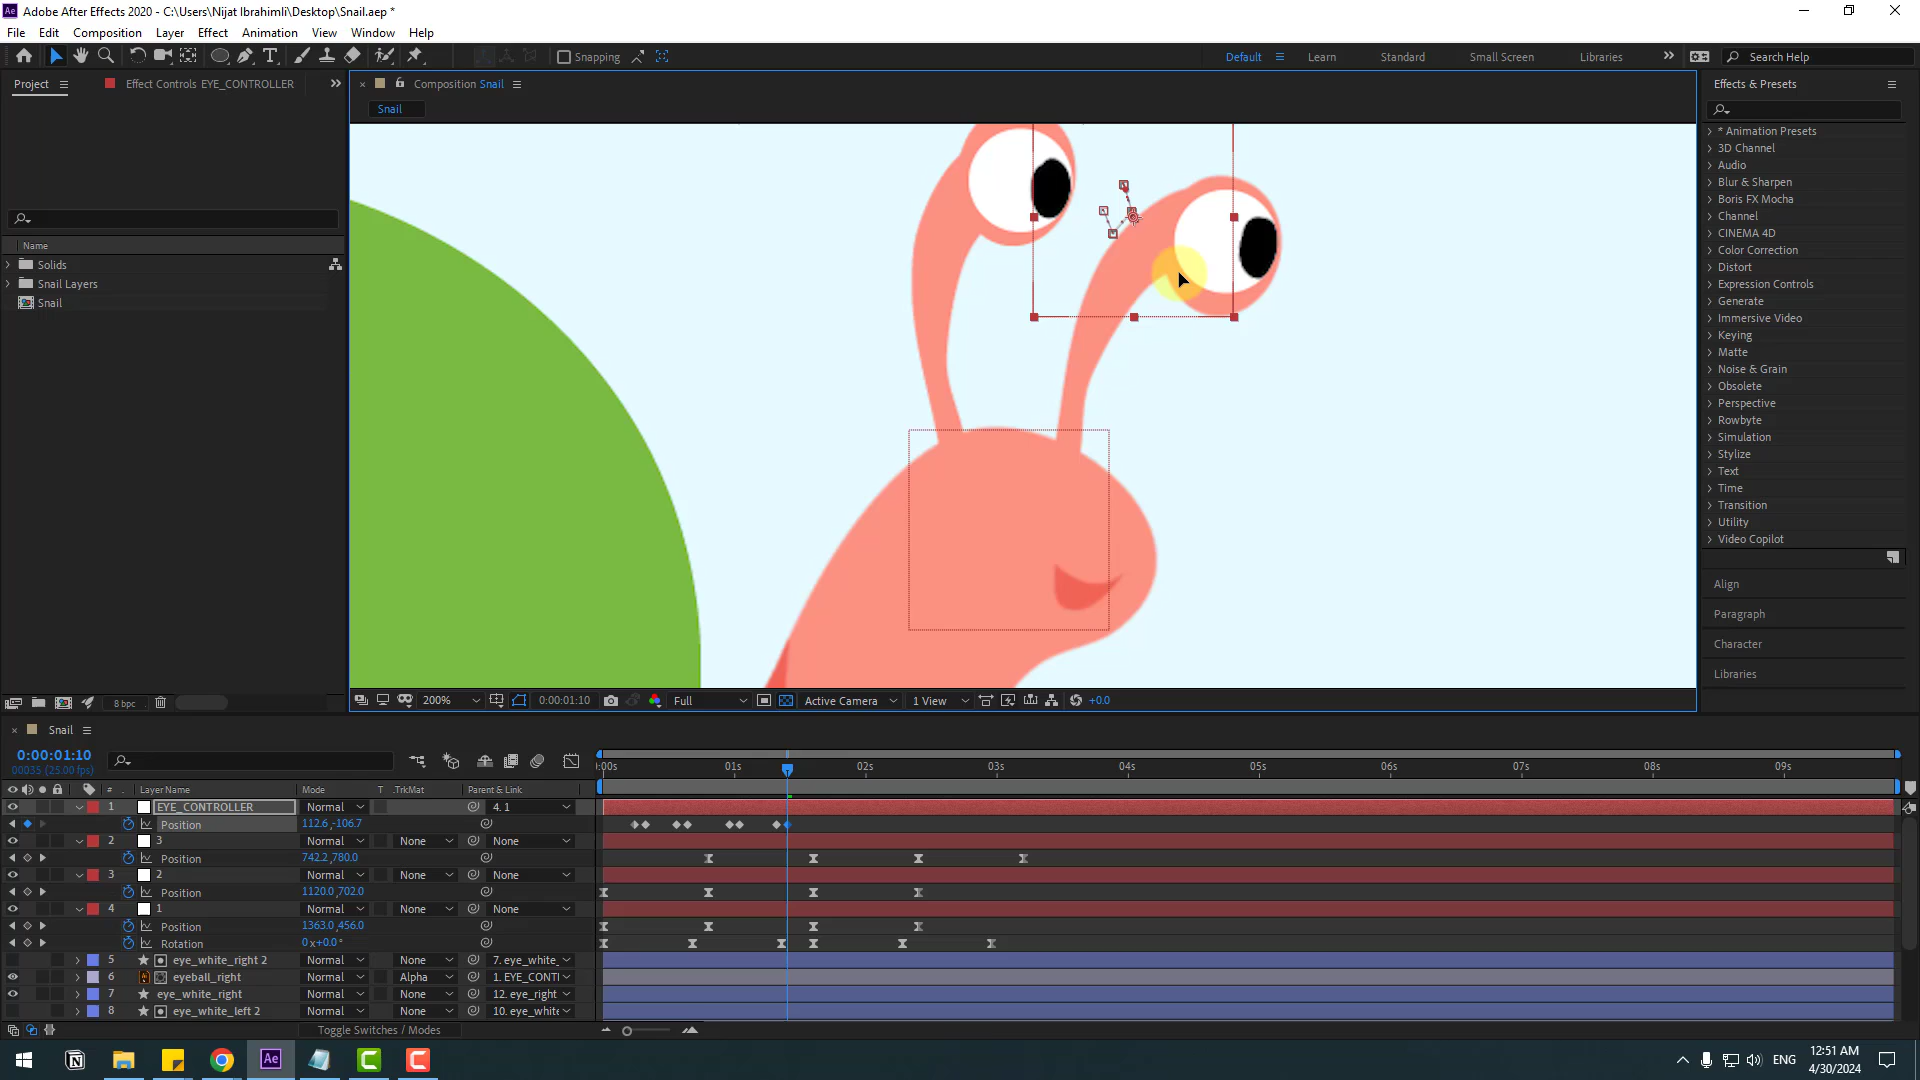 Adobe After Effects 2020 - C:\Users\Nijat Ibrahimli\Desktop\Snail.aep *
File Edit Composition Layer Effect Animation View Window Help
Snapping
Default Learn Standard Small Screen Libraries
Search Help
Project
Effect Controls EYE_CONTROLLER
Composition Snail
Snail
Name
Solids
Snail Layers
Snail
8 bpc
200%
0:00:01:10
Full
Active Camera
1 View
+0.0
Effects & Presets
* Animation Presets
3D Channel
Audio
Blur & Sharpen
Boris FX Mocha
Channel
CINEMA 4D
Color Correction
Distort
Expression Controls
Generate
Immersive Video
Keying
Matte
Noise & Grain
Obsolete
Perspective
Rowbyte
Simulation
Stylize
Text
Time
Transition
Utility
Video Copilot
Align
Paragraph
Character
Libraries
Snail
0:00:01:10
00035 (25.00 fps)
:00s 01s 02s 03s 04s 05s 06s 07s 08s 09s
# Layer Name Mode T .TrkMat Parent & Link
1 EYE_CONTROLLER Normal 4. 1
Position 112.6,-106.7
2 3 Normal None None
Position 742.2,780.0
3 2 Normal None None
Position 1120.0,702.0
4 1 Normal None None
Position 1363.0,456.0
Rotation 0x+0.0°
5 eye_white_right 2 Normal None 7. eye_white_
6 eyeball_right Normal Alpha 1. EYE_CONTI
7 eye_white_right Normal None 12. eye_right
8 eye_white_left 2 Normal None 10. eye_white
Toggle Switches / Modes
ENG
12:51 AM
4/30/2024